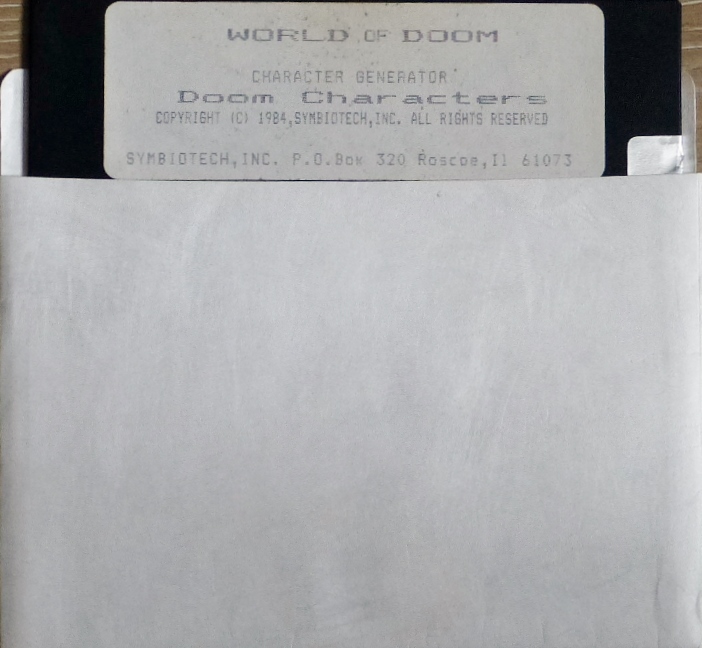 WORLD OF DOOM
CHARACTER GENERATOR
Doom Characters
COPYRIGHT (C) 1984,SYMBIOTECH,INC. ALL RIGHTS RESERVED
SYMBIOTECH,INC. P.O.Box 320 Roscoe,Il 61073